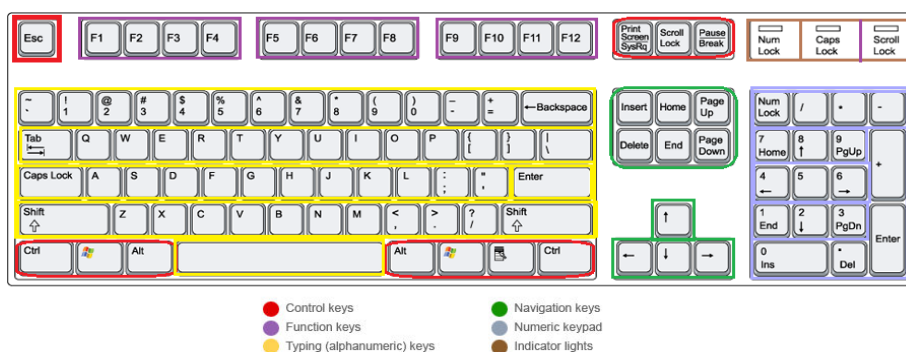 Esc F1 F2 F3 F4 F5 F6 F7 F8 F9 F10 F11 F12 Print Screen SysRq Scroll Lock Pause Break Num Lock Caps Lock Scroll Lock
~ ` ! 1 @ 2 # 3 $ 4 % 5 ^ 6 & 7 * 8 ( 9 ) 0 - - + = ←Backspace Insert Home Page Up Num Lock / * -
Tab Q W E R T Y U I O P { [ } ] | \ Delete End Page Down 7 Home 8 ↑ 9 PgUp +
Caps Lock A S D F G H J K L : ; " ' Enter 4 ← 5 6 →
Shift ⇧ Z X C V B N M < , > . ? / Shift ⇧ ↑ 1 End 2 ↓ 3 PgDn Enter
Ctrl Alt Alt Ctrl ← ↓ → 0 Ins • Del
Control keys
Function keys
Typing (alphanumeric) keys
Navigation keys
Numeric keypad
Indicator lights